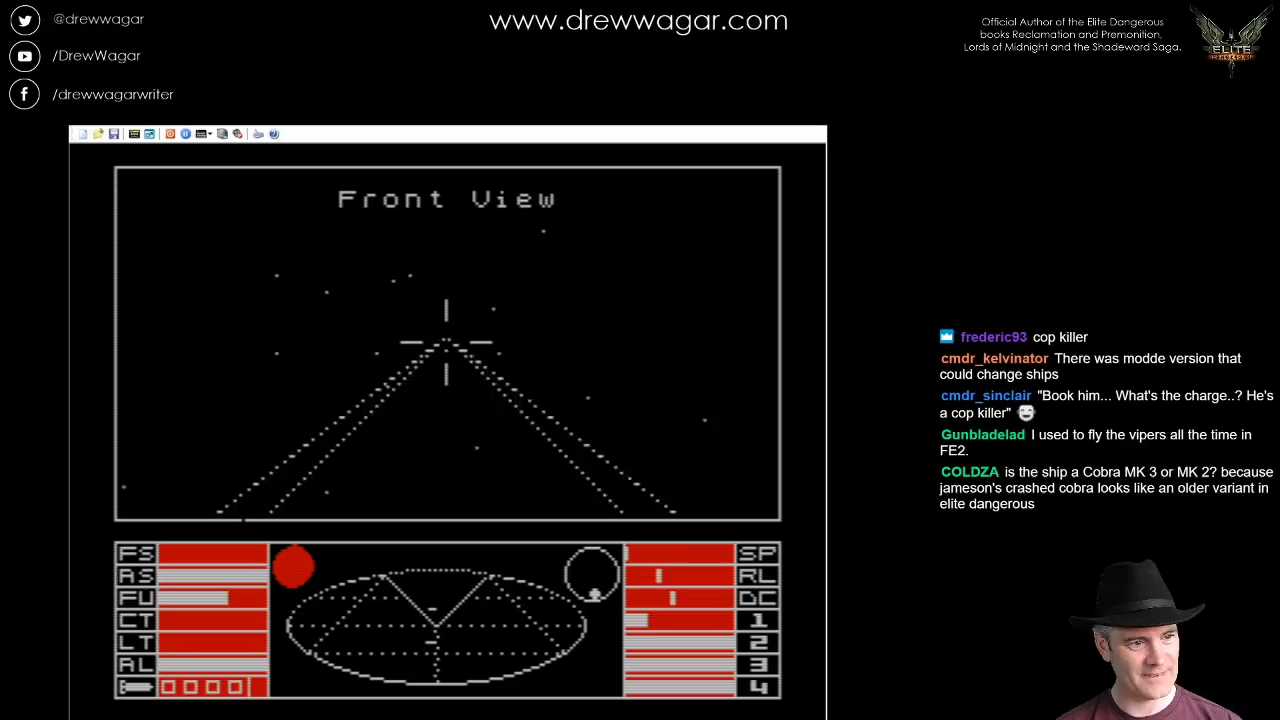 @drewwagar
/DrewWagar
/drewwagarwriter
www.drewwagar.com
Official Author of the Elite Dangerous
books Reclamation and Premonition,
Lords of Midnight and the Shadeward Saga.
ELITE
DANGEROUS
Front View
frederic93 cop killer
cmdr_kelvinator There was modde version that
could change ships
cmdr_sinclair "Book him... What's the charge..? He's
a cop killer"
Gunbladelad I used to fly the vipers all the time in
FE2.
COLDZA is the ship a Cobra MK 3 or MK 2? because
jameson's crashed cobra looks like an older variant in
elite dangerous
FS
AS
FU
CT
LT
AL
SP
RL
DC
1
2
3
4